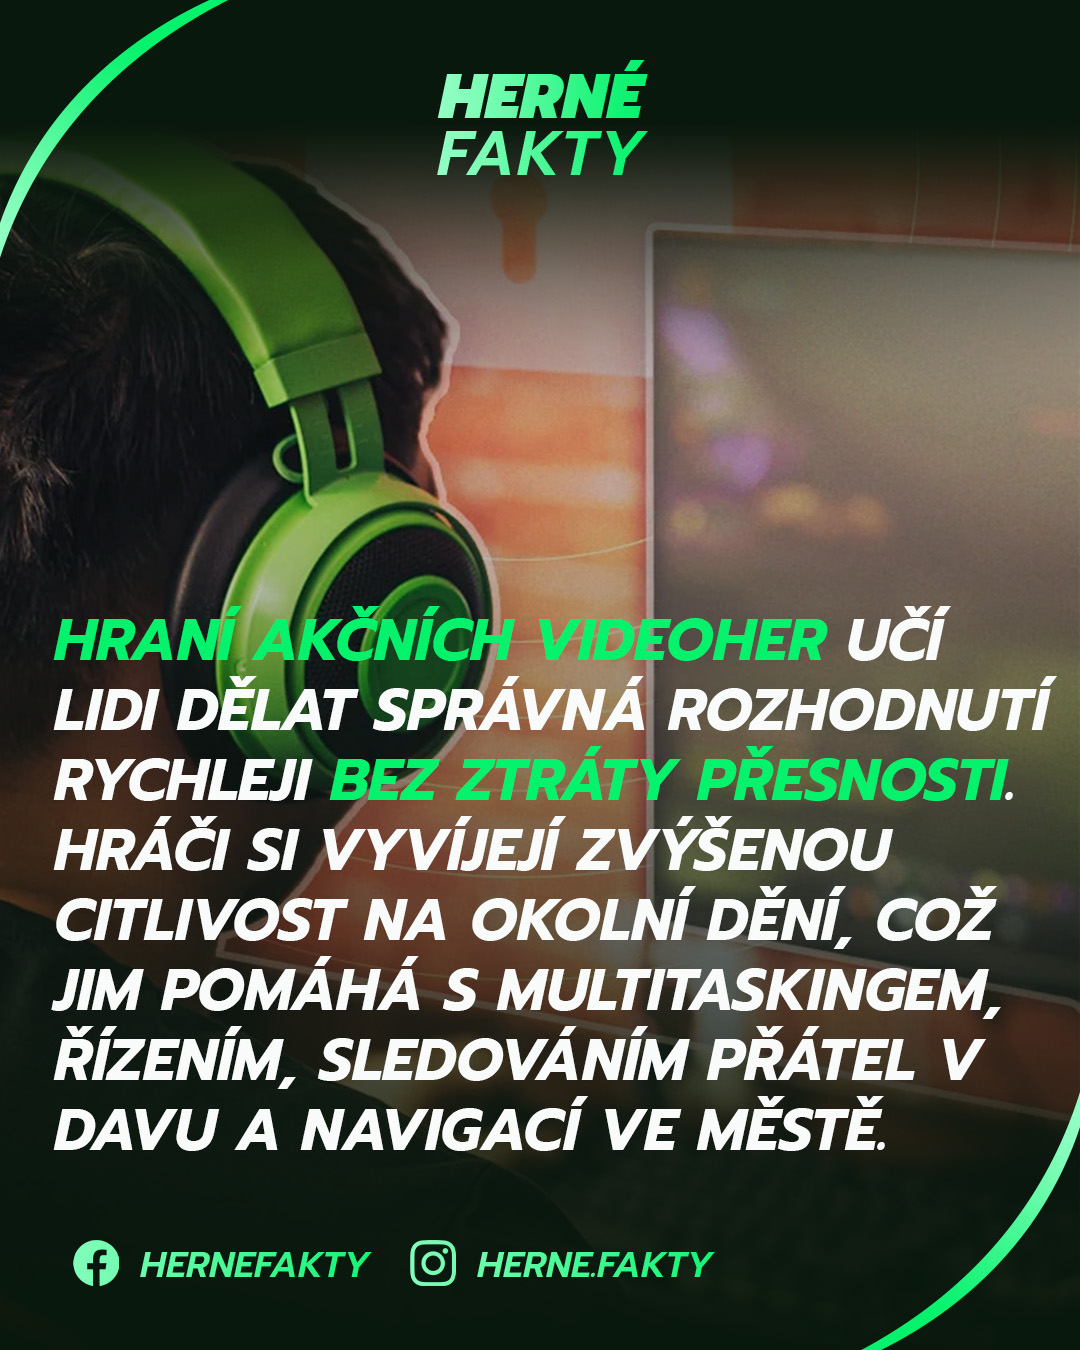 HERNÉ
FAKTY
HRANÍ AKČNÍCH VIDEOHER UČÍ
LIDI DĚLAT SPRÁVNÁ ROZHODNUTÍ
RYCHLEJI BEZ ZTRÁTY PŘESNOSTI.
HRÁČI SI VYVÍJEJÍ ZVÝŠENOU
CITLIVOST NA OKOLNÍ DĚNÍ, COŽ
JIM POMÁHÁ S MULTITASKINGEM,
ŘÍZENÍM, SLEDOVÁNÍM PŘÁTEL V
DAVU A NAVIGACÍ VE MĚSTĚ.
HERNEFAKTY HERNE.FAKTY